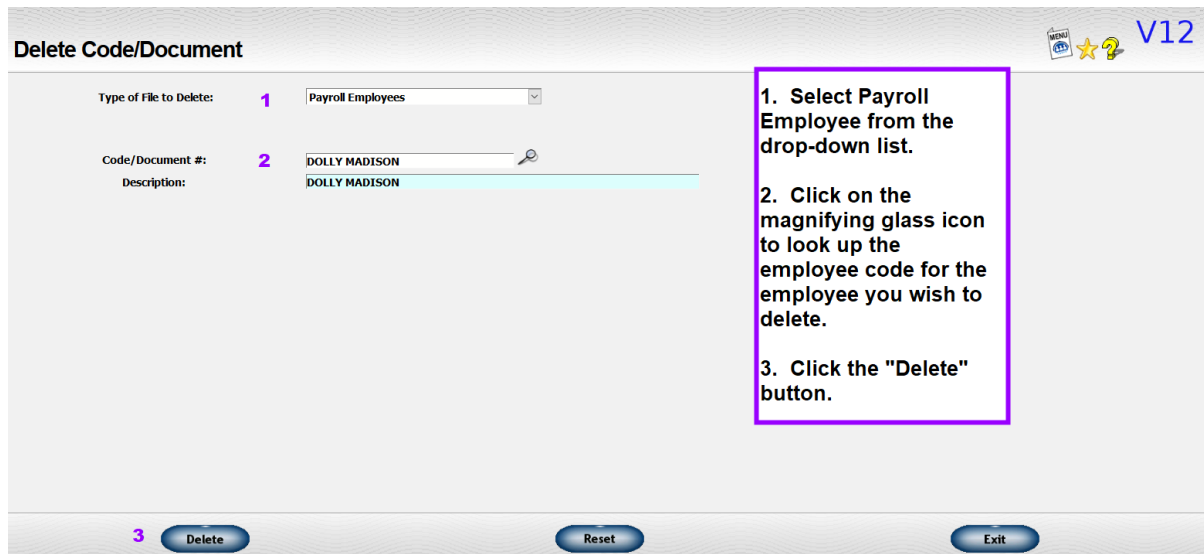 Delete Code/Document
MENU
V12
Type of File to Delete:
1
Payroll Employees
Code/Document #:
2
DOLLY MADISON
Description:
DOLLY MADISON
1. Select Payroll
Employee from the
drop-down list.
2. Click on the
magnifying glass icon
to look up the
employee code for the
employee you wish to
delete.
3. Click the "Delete"
button.
3
Delete
Reset
Exit